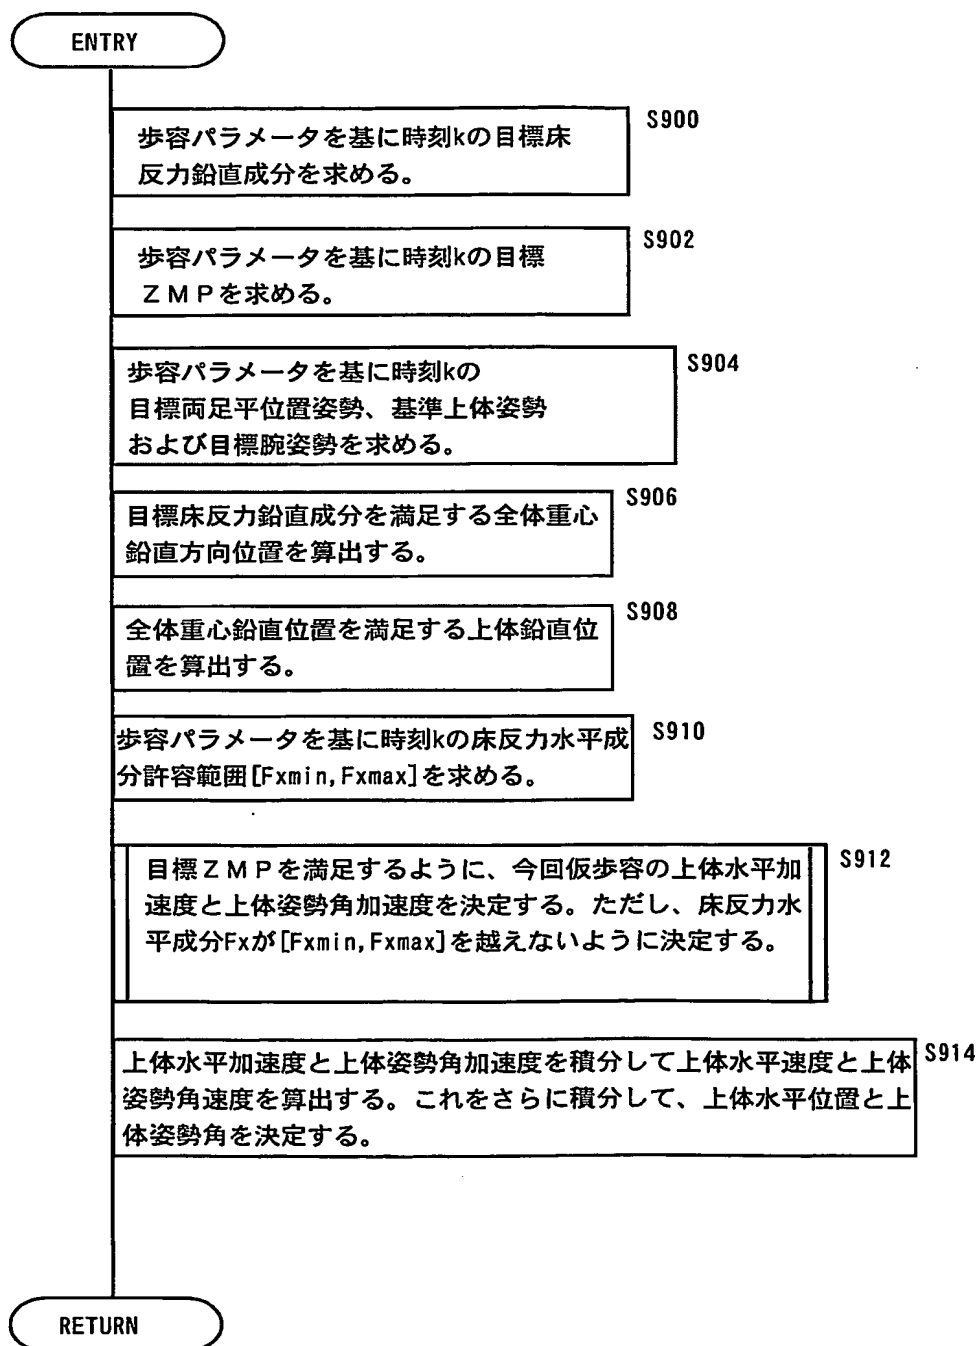 ENTRY
S900
歩容パラメータを基に時刻kの目標床
反力鉛直成分を求める。
S902
歩容パラメータを基に時刻kの目標
ZMPを求める。
S904
歩容パラメータを基に時刻kの
目標両足平位置姿勢、基準上体姿勢
および目標腕姿勢を求める。
S906
目標床反力鉛直成分を満足する全体重心
鉛直方向位置を算出する。
S908
全体重心鉛直位置を満足する上体鉛直位
置を算出する。
S910
歩容パラメータを基に時刻kの床反力水平成
分許容範囲[Fxmin,Fxmax]を求める。
S912
目標ZMPを満足するように、今回仮歩容の上体水平加
速度と上体姿勢角加速度を決定する。ただし、床反力水
平成分Fxが[Fxmin,Fxmax]を越えないように決定する。
S914
上体水平加速度と上体姿勢角加速度を積分して上体水平速度と上体
姿勢角速度を算出する。これをさらに積分して、上体水平位置と上
体姿勢角を決定する。
RETURN